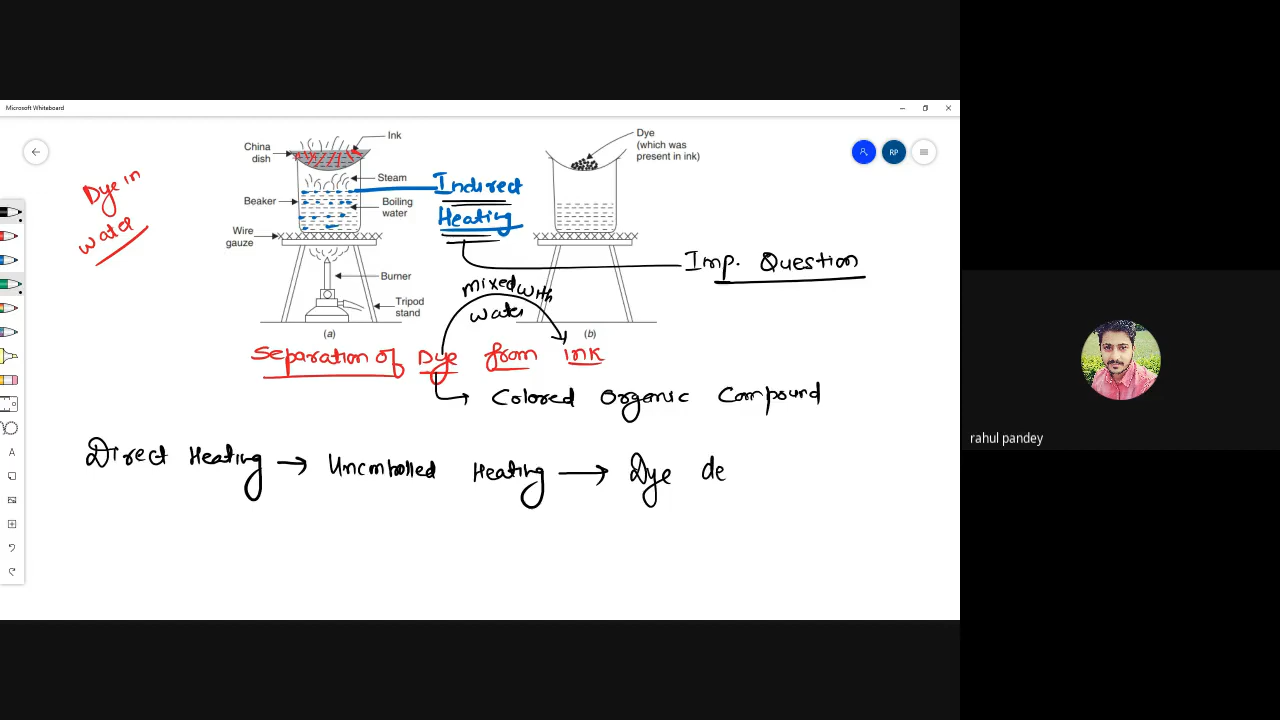 Microsoft Whiteboard
Ink
China
dish
Steam
Beaker
Boiling
water
Wire
gauze
Burner
Tripod
stand
(a)
Dye
(which was
present in ink)
(b)
RP
Dye in
water
Indirect
Heating
Imp. Question
mixed with
water
Separation of Dye from Ink
Colored Organic Compound
Direct Heating → Uncontrolled Heating → Dye de
A
rahul pandey